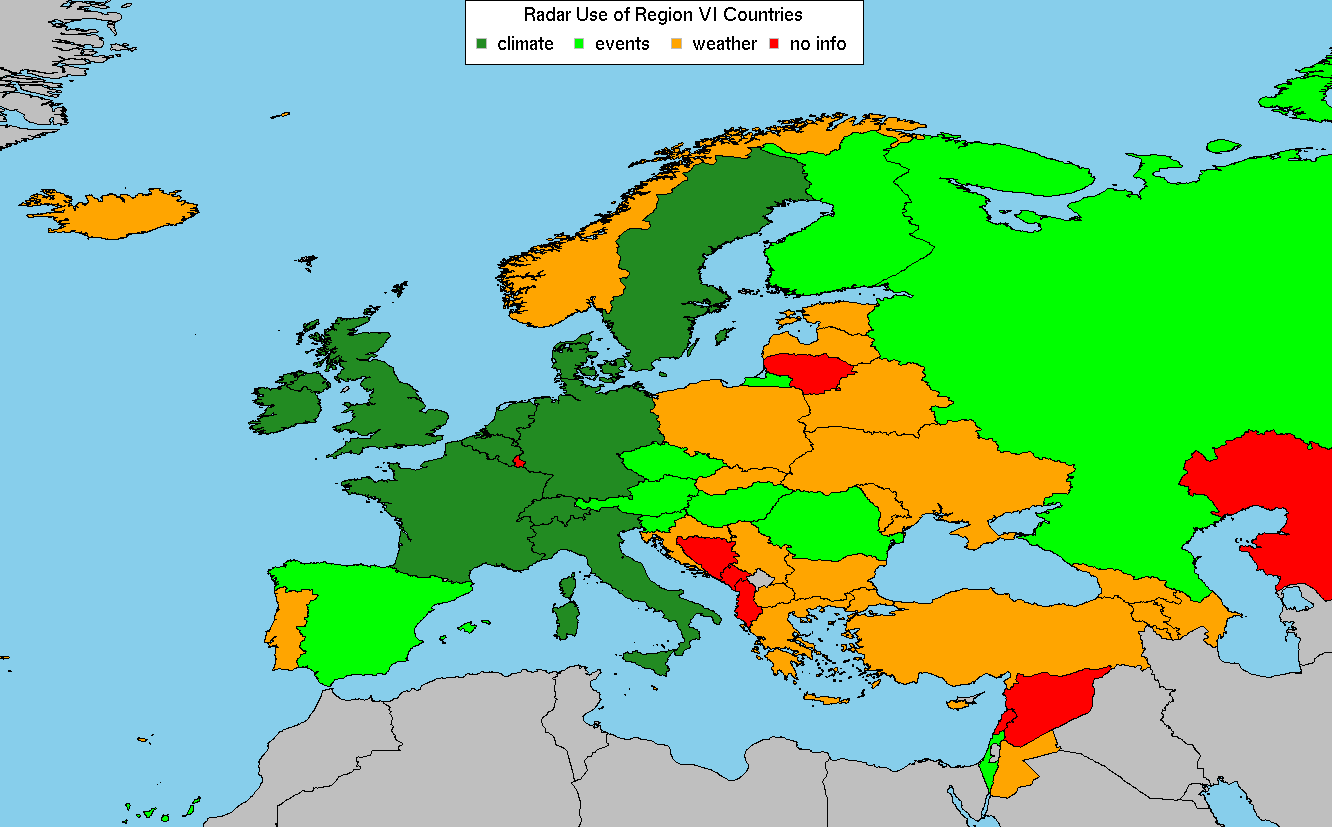 Radar Use of Region VI Countries
climate events weather no info